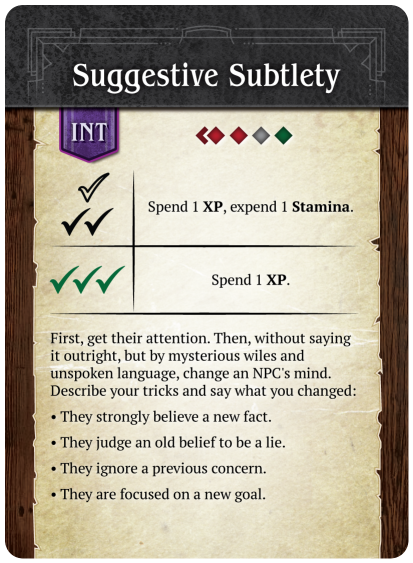 Suggestive Subtlety
INT
Spend 1 XP, expend 1 Stamina.
Spend 1 XP.
First, get their attention. Then, without saying
it outright, but by mysterious wiles and
unspoken language, change an NPC's mind.
Describe your tricks and say what you changed:
• They strongly believe a new fact.
• They judge an old belief to be a lie.
• They ignore a previous concern.
• They are focused on a new goal.